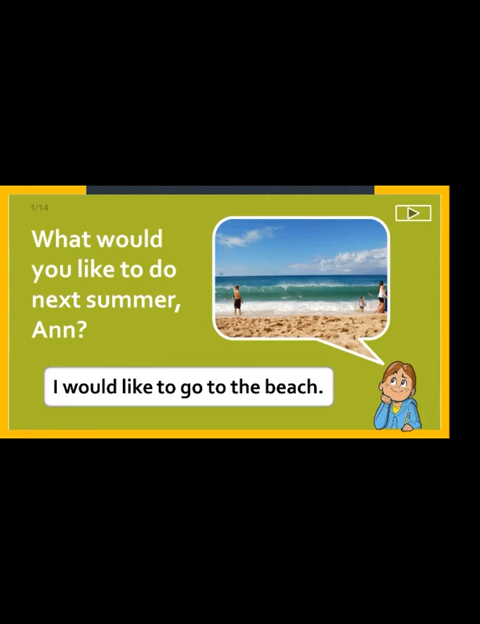 1/14
What would
you like to do
next summer,
Ann?
I would like to go to the beach.